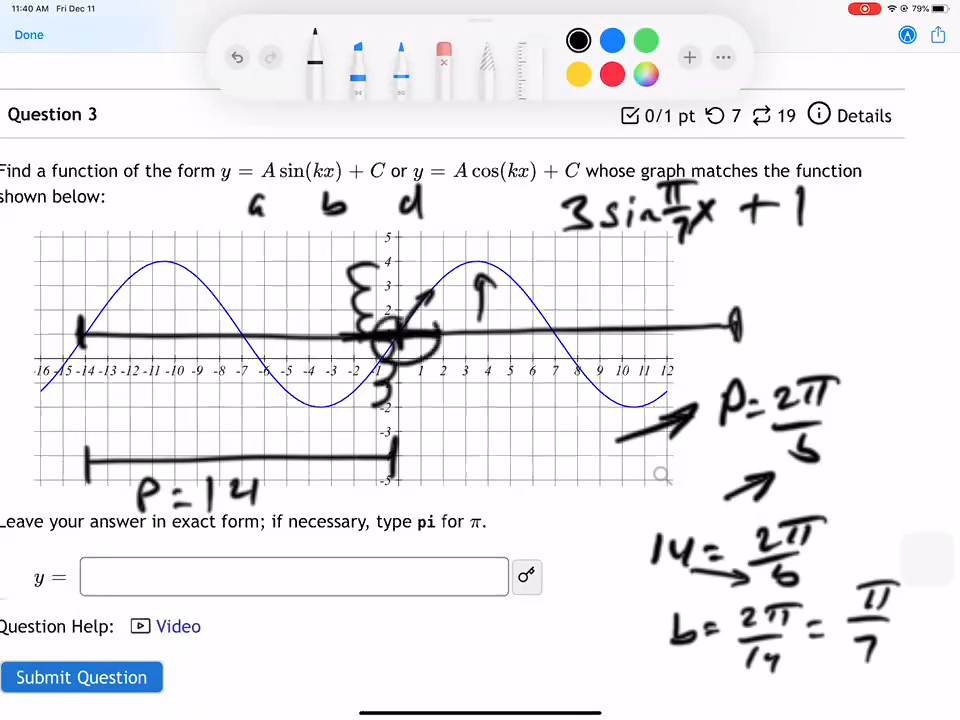 11:40 AM Fri Dec 11
79%
Done
Question 3
0/1 pt 7 19 Details
Find a function of the form y = A sin(kx) + C or y = A cos(kx) + C whose graph matches the function
shown below:
a b d
3 sin π/7 x + 1
5
4
3
2
-16 -15 -14 -13 -12 -11 -10 -9 -8 -7 -6 -5 -4 -3 -2 -1 1 2 3 4 5 6 7 8 9 10 11 12
-2
-3
-5
P = 2π/b
P = 14
14 = 2π/b
b = 2π/14 = π/7
Leave your answer in exact form; if necessary, type pi for π.
y =
Question Help: Video
Submit Question